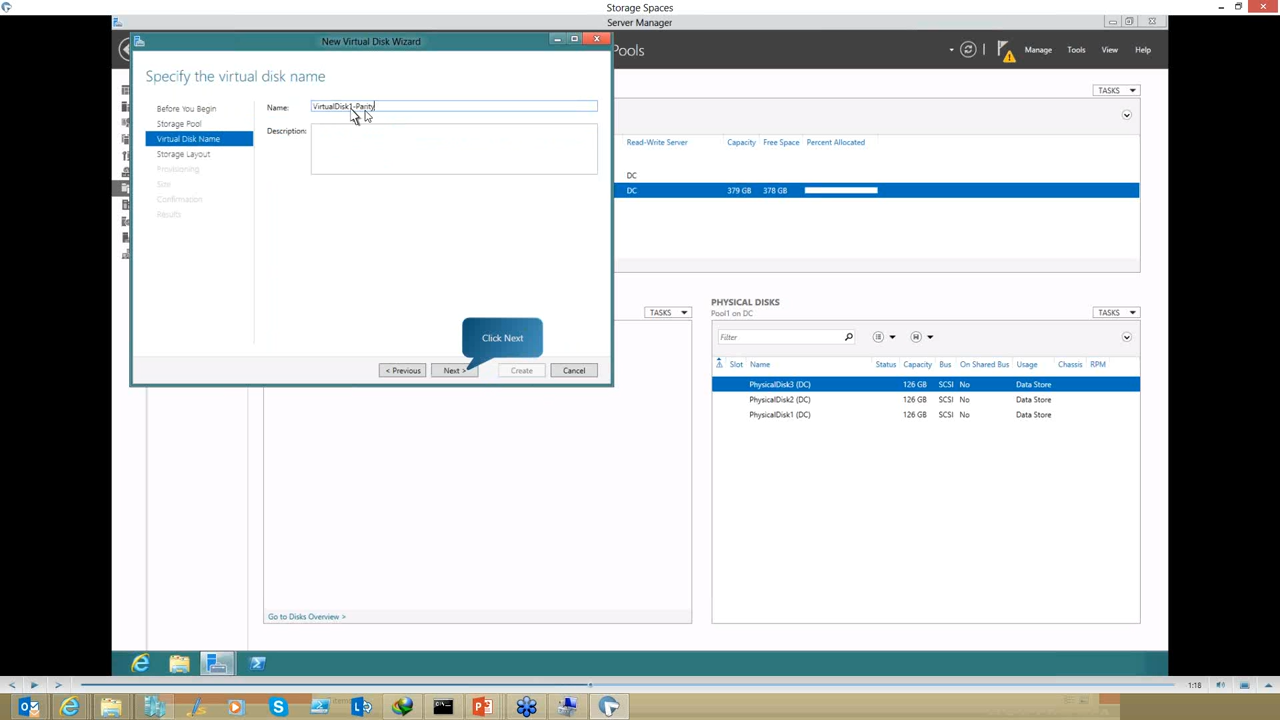 Storage Spaces
Server Manager
Pools
Manage
Tools
View
Help
New Virtual Disk Wizard
Specify the virtual disk name
Before You Begin
Storage Pool
Virtual Disk Name
Storage Layout
Provisioning
Size
Confirmation
Results
Name: VirtualDisk1-Parity
Description:
Click Next
< Previous
Next >
Create
Cancel
TASKS
Read-Write Server Capacity Free Space Percent Allocated
DC
DC 379 GB 378 GB
TASKS
PHYSICAL DISKS
Pool1 on DC
TASKS
Filter
Slot Name Status Capacity Bus On Shared Bus Usage Chassis RPM
PhysicalDisk3 (DC) 126 GB SCSI No Data Store
PhysicalDisk2 (DC) 126 GB SCSI No Data Store
PhysicalDisk1 (DC) 126 GB SCSI No Data Store
Go to Disks Overview >
1:18